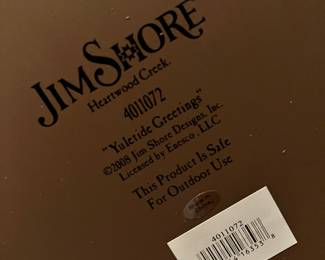 JIM SHORE
Heartwood Creek.
4011072
"Yuletide Greetings"
©2008 Jim Shore Designs, Inc.
Licensed by Enesco, LLC
This Product Is Safe
For Outdoor Use
4011072